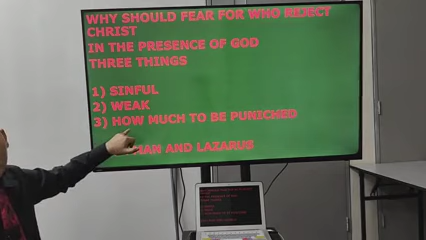 WHY SHOULD FEAR FOR WHO REJECT
CHRIST
IN THE PRESENCE OF GOD
THREE THINGS
1) SINFUL
2) WEAK
3) HOW MUCH TO BE PUNICHED
MAN AND LAZARUS